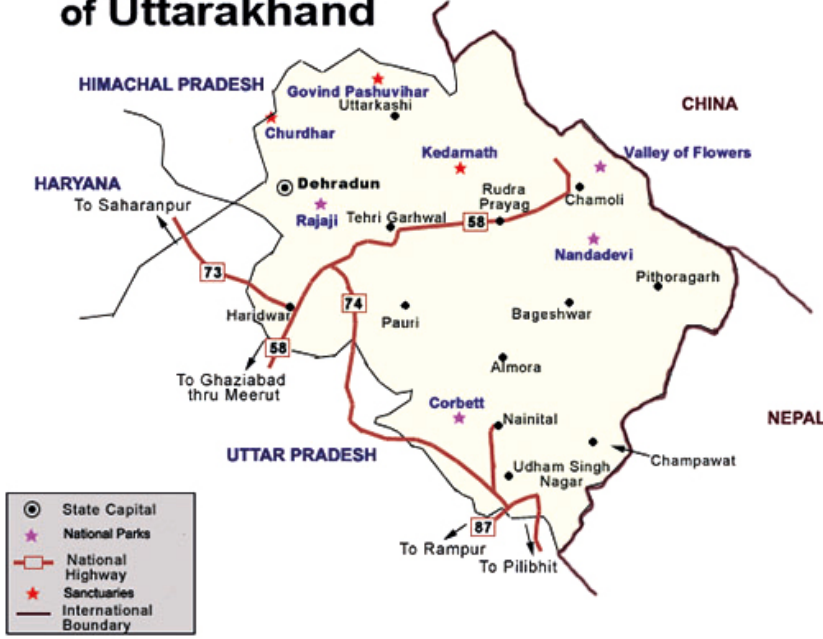 of Uttarakhand
HIMACHAL PRADESH
Govind Pashuvihar
Uttarkashi
CHINA
Churdhar
Kedarnath
Valley of Flowers
HARYANA
Dehradun
To Saharanpur
Rudra
Prayag
Chamoli
Rajaji
Tehri Garhwal
58
Nandadevi
73
Pithoragarh
74
Haridwar
Pauri
Bageshwar
58
Almora
To Ghaziabad
thru Meerut
Corbett
Nainital
NEPAL
UTTAR PRADESH
Champawat
Udham Singh
Nagar
87
To Rampur
To Pilibhit
State Capital
National Parks
National
Highway
Sanctuaries
International
Boundary